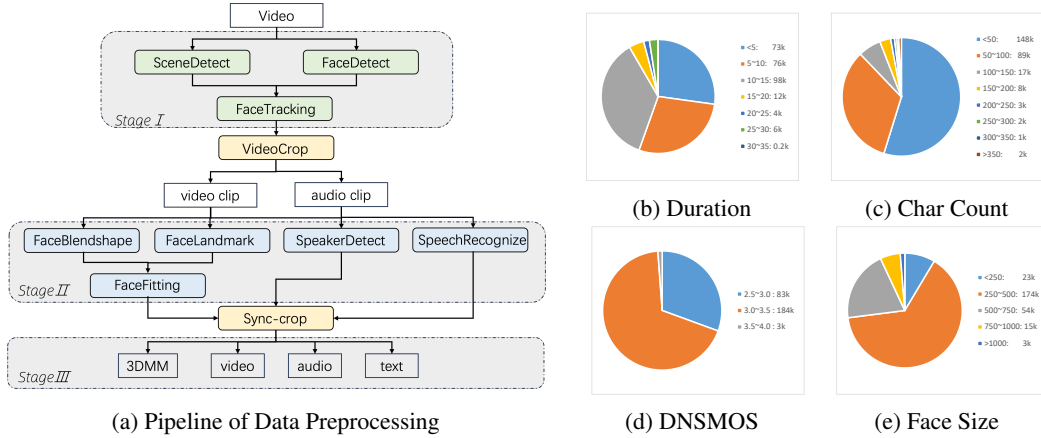 Video
SceneDetect
FaceDetect
FaceTracking
Stage I
VideoCrop
video clip
audio clip
FaceBlendshape
FaceLandmark
SpeakerDetect
SpeechRecognize
FaceFitting
Stage II
Sync-crop
3DMM
video
audio
text
Stage III
(a) Pipeline of Data Preprocessing
<5: 73k
5~10: 76k
10~15: 98k
15~20: 12k
20~25: 4k
25~30: 6k
30~35: 0.2k
(b) Duration
<50: 148k
50~100: 89k
100~150: 17k
150~200: 8k
200~250: 3k
250~300: 2k
300~350: 1k
>350: 2k
(c) Char Count
2.5~3.0 : 83k
3.0~3.5 : 184k
3.5~4.0 : 3k
(d) DNSMOS
<250: 23k
250~500: 174k
500~750: 54k
750~1000: 15k
>1000: 3k
(e) Face Size